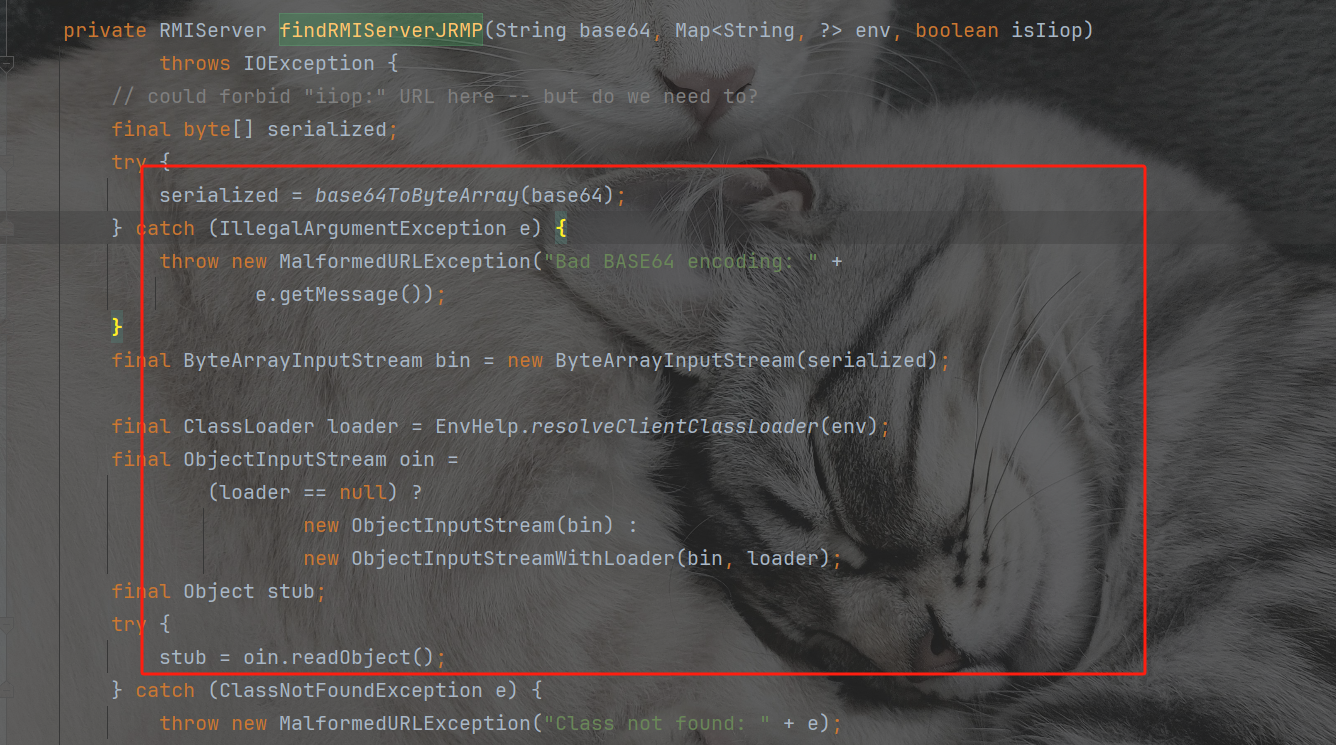 private RMIServer findRMIServerJRMP(String base64, Map<String, ?> env, boolean isIiop)
        throws IOException {
    // could forbid "iiop:" URL here -- but do we need to?
    final byte[] serialized;
    try {
        serialized = base64ToByteArray(base64);
    } catch (IllegalArgumentException e) {
        throw new MalformedURLException("Bad BASE64 encoding: " +
                e.getMessage());
    }
    final ByteArrayInputStream bin = new ByteArrayInputStream(serialized);

    final ClassLoader loader = EnvHelp.resolveClientClassLoader(env);
    final ObjectInputStream oin =
            (loader == null) ?
                    new ObjectInputStream(bin) :
                    new ObjectInputStreamWithLoader(bin, loader);
    final Object stub;
    try {
        stub = oin.readObject();
    } catch (ClassNotFoundException e) {
        throw new MalformedURLException("Class not found: " + e);